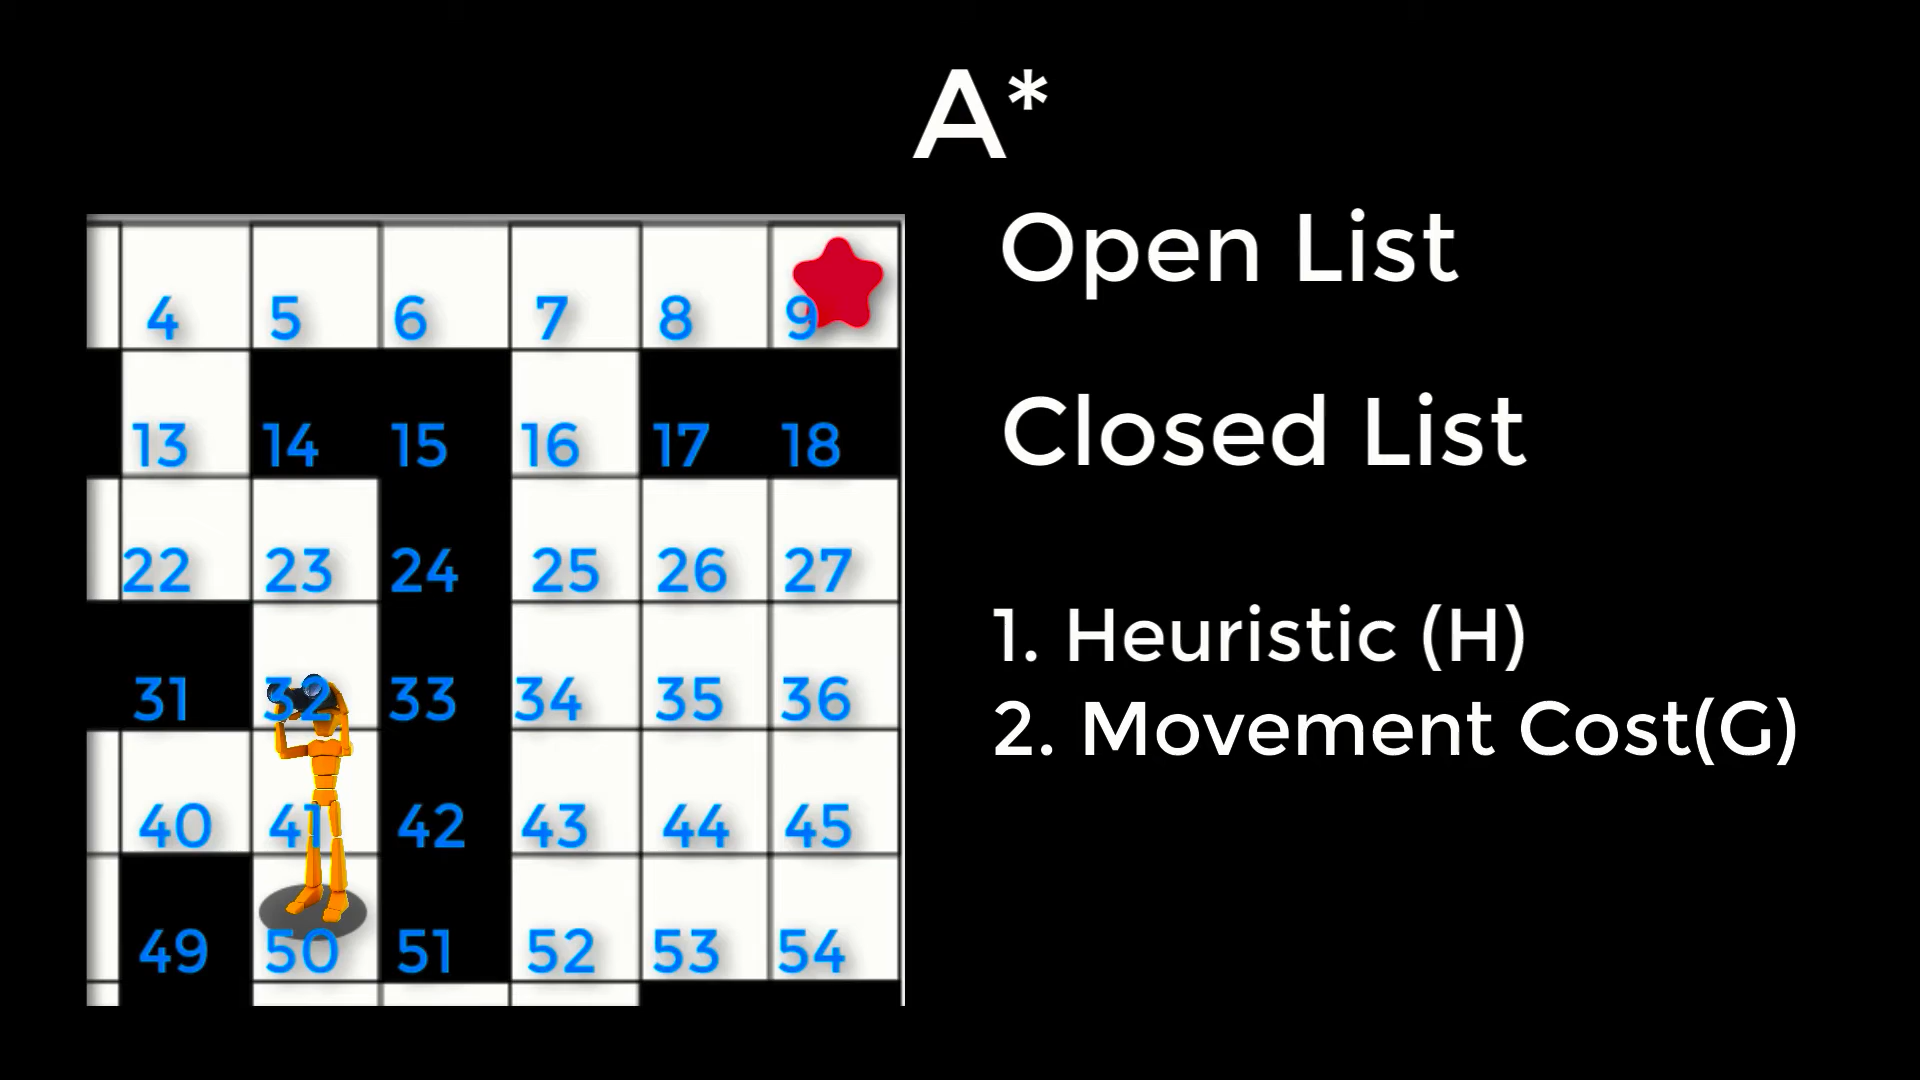 A*
4 5 6 7 8 9
13 14 15 16 17 18
22 23 24 25 26 27
31 32 33 34 35 36
40 41 42 43 44 45
49 50 51 52 53 54
Open List
Closed List
1. Heuristic (H)
2. Movement Cost(G)